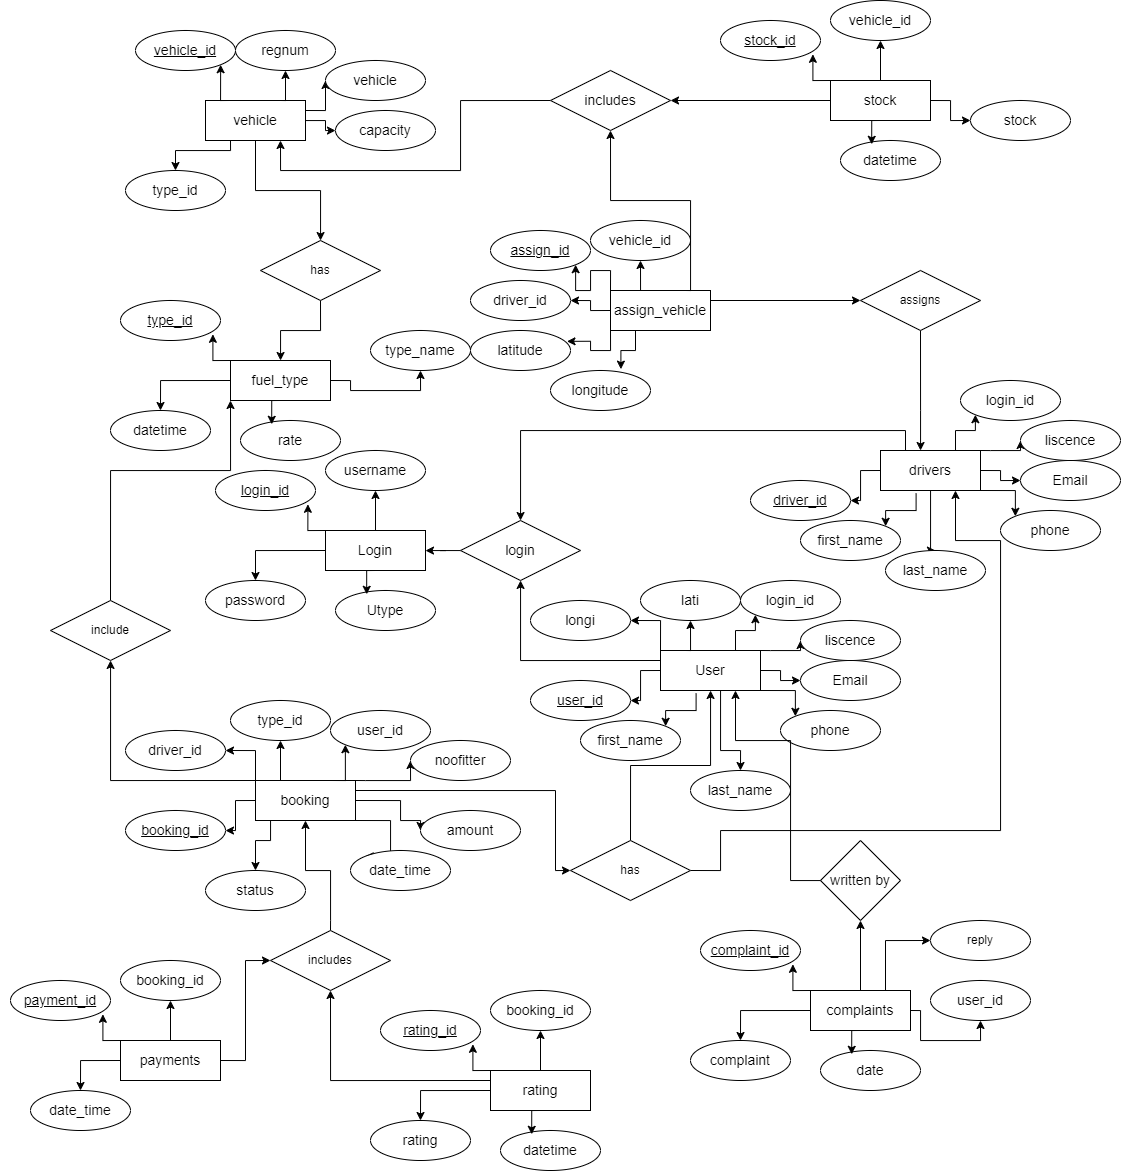 vehicle_id
stock_id
vehicle_id
regnum
vehicle
includes
stock
vehicle
capacity
stock
datetime
type_id
assign_id
vehicle_id
has
driver_id
assign_vehicle
assigns
type_id
type_name
latitude
fuel_type
longitude
login_id
datetime
rate
liscence
username
drivers
Email
login_id
driver_id
phone
first_name
Login
login
last_name
password
Utype
lati
login_id
longi
include
liscence
User
Email
user_id
type_id
user_id
phone
driver_id
first_name
noofitter
last_name
booking
booking_id
amount
date_time
has
written by
status
reply
complaint_id
includes
booking_id
payment_id
user_id
booking_id
complaints
rating_id
payments
complaint
date
rating
date_time
rating
datetime